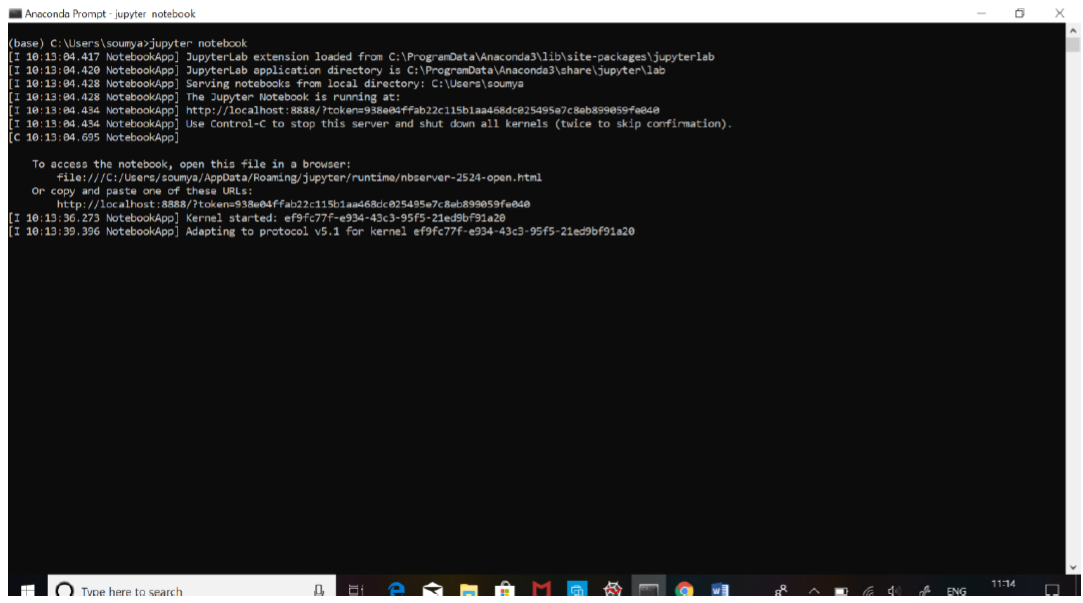 Anaconda Prompt - jupyter notebook
(base) C:\Users\soumya>jupyter notebook
[I 10:13:04.417 NotebookApp] JupyterLab extension loaded from C:\ProgramData\Anaconda3\lib\site-packages\jupyterlab
[I 10:13:04.420 NotebookApp] JupyterLab application directory is C:\ProgramData\Anaconda3\share\jupyter\lab
[I 10:13:04.428 NotebookApp] Serving notebooks from local directory: C:\Users\soumya
[I 10:13:04.428 NotebookApp] The Jupyter Notebook is running at:
[I 10:13:04.434 NotebookApp] http://localhost:8888/?token=938e04ffab22c115b1aa468dc025495e7c8eb899059fe040
[I 10:13:04.434 NotebookApp] Use Control-C to stop this server and shut down all kernels (twice to skip confirmation).
[C 10:13:04.695 NotebookApp]
To access the notebook, open this file in a browser:
file:///C:/Users/soumya/AppData/Roaming/jupyter/runtime/nbserver-2524-open.html
Or copy and paste one of these URLs:
http://localhost:8888/?token=938e04ffab22c115b1aa468dc025495e7c8eb899059fe040
[I 10:13:36.273 NotebookApp] Kernel started: ef9fc77f-e934-43c3-95f5-21ed9bf91a20
[I 10:13:39.396 NotebookApp] Adapting to protocol v5.1 for kernel ef9fc77f-e934-43c3-95f5-21ed9bf91a20
Type here to search
ENG
11:14